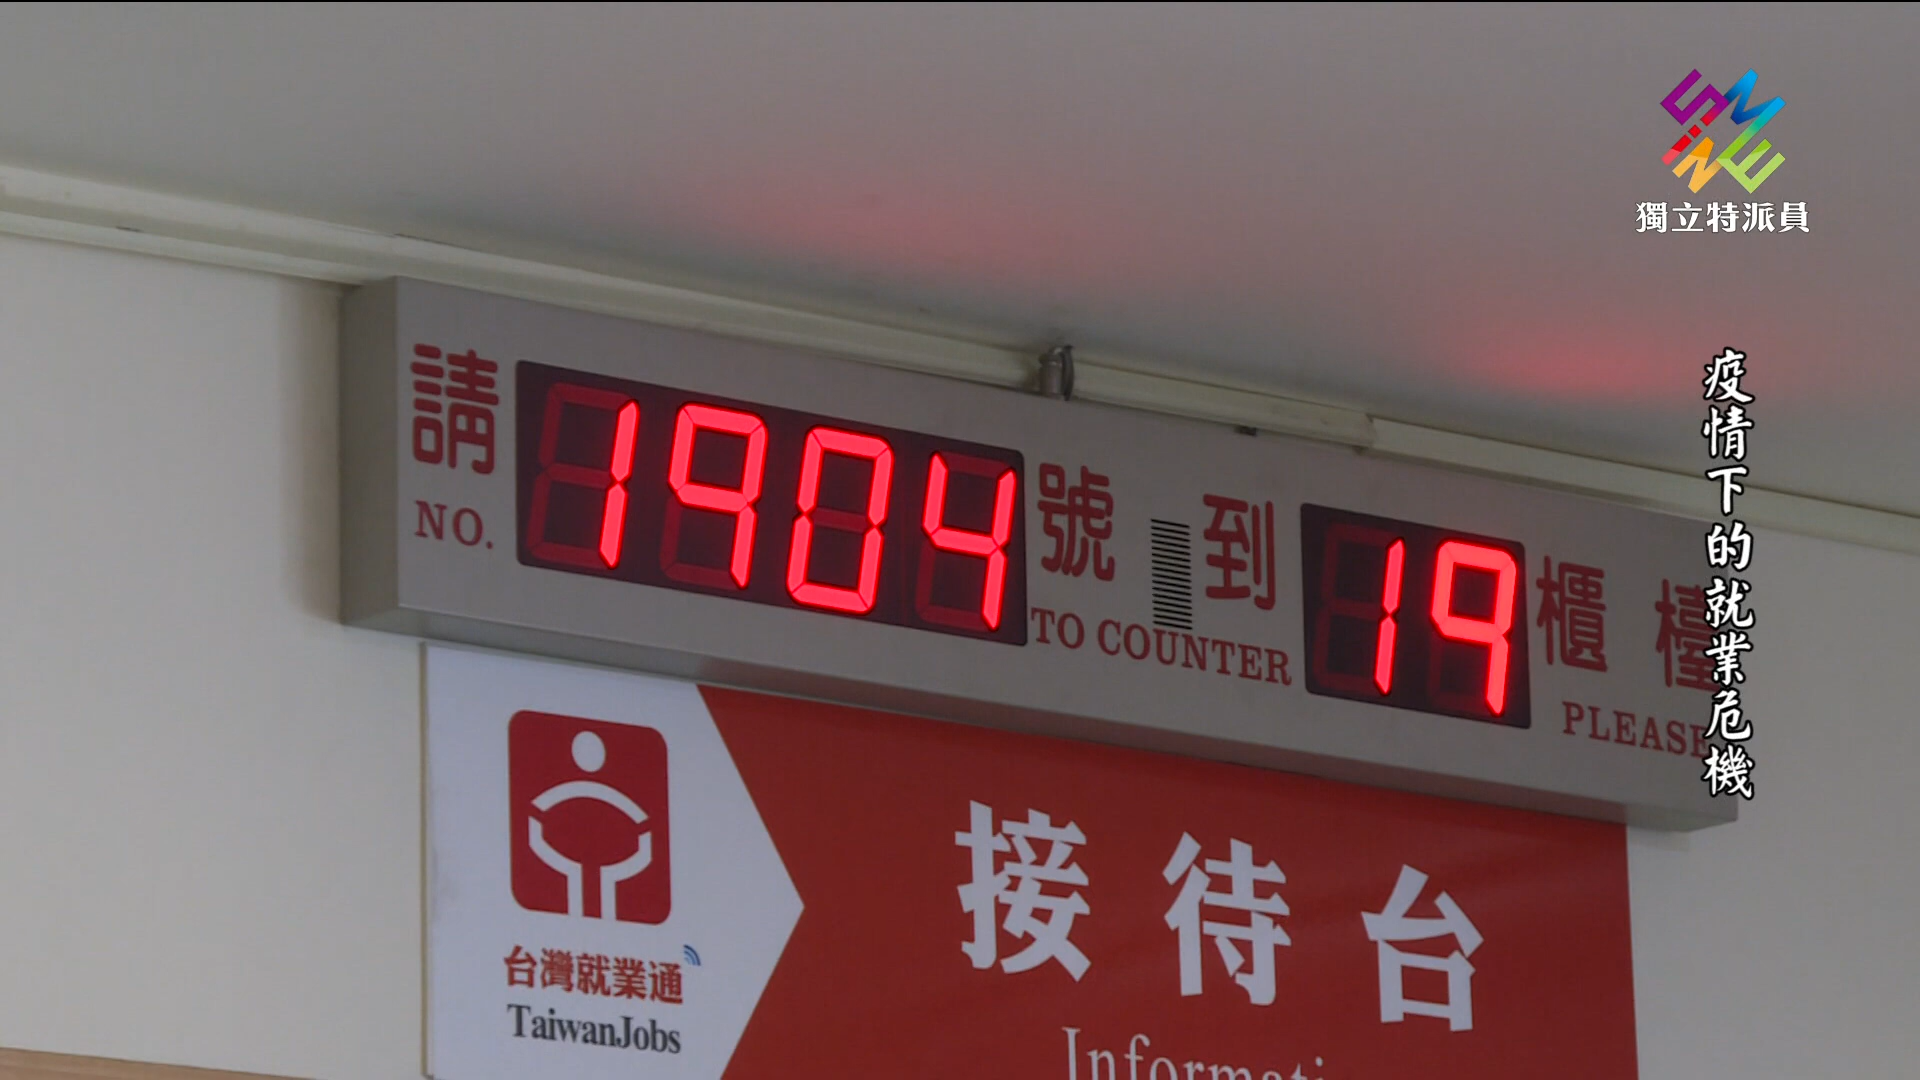 獨立特派員
疫情下的就業危機
請 1904 號 到 19 櫃 檯
NO. TO COUNTER PLEASE
接待台
台灣就業通
TaiwanJobs